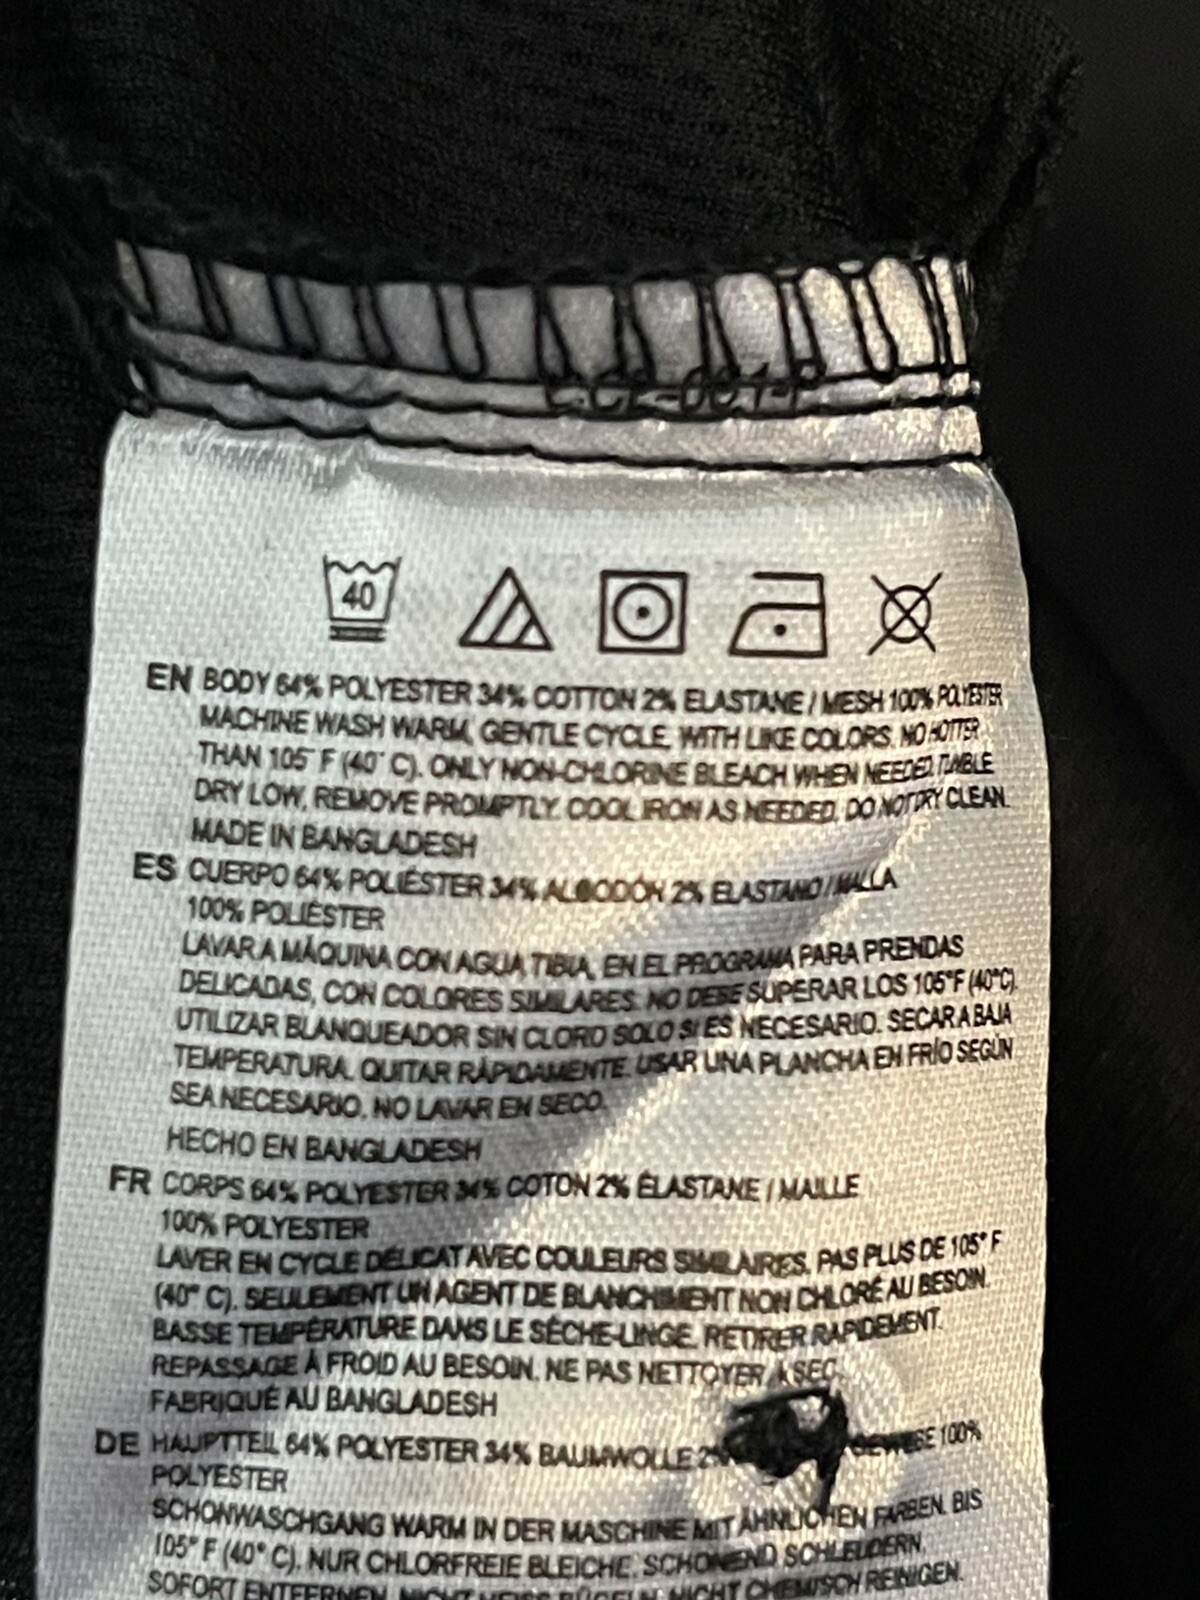 40
EN BODY 64% POLYESTER 34% COTTON 2% ELASTANE / MESH 100% POLYESTER
MACHINE WASH WARM, GENTLE CYCLE, WITH LIKE COLORS. NO HOTTER
THAN 105° F (40° C). ONLY NON-CHLORINE BLEACH WHEN NEEDED. TUMBLE
DRY LOW, REMOVE PROMPTLY. COOL IRON AS NEEDED. DO NOT DRY CLEAN.
MADE IN BANGLADESH
ES CUERPO 64% POLIÉSTER 34% ALGODÓN 2% ELASTANO / MALLA
100% POLIÉSTER
LAVAR A MÁQUINA CON AGUA TIBIA, EN EL PROGRAMA PARA PRENDAS
DELICADAS, CON COLORES SIMILARES. NO DEBE SUPERAR LOS 105°F (40°C).
UTILIZAR BLANQUEADOR SIN CLORO SOLO SI ES NECESARIO. SECAR A BAJA
TEMPERATURA. QUITAR RÁPIDAMENTE. USAR UNA PLANCHA EN FRÍO SEGÚN
SEA NECESARIO. NO LAVAR EN SECO.
HECHO EN BANGLADESH
FR CORPS 64% POLYESTER 34% COTON 2% ÉLASTANE / MAILLE
100% POLYESTER
LAVER EN CYCLE DÉLICAT AVEC COULEURS SIMILAIRES. PAS PLUS DE 105° F
(40° C). SEULEMENT UN AGENT DE BLANCHIMENT NON CHLORÉ AU BESOIN.
BASSE TEMPÉRATURE DANS LE SÈCHE-LINGE. RETIRER RAPIDEMENT.
REPASSAGE À FROID AU BESOIN. NE PAS NETTOYER À SEC.
FABRIQUÉ AU BANGLADESH
DE HAUPTTEIL 64% POLYESTER 34% BAUMWOLLE 2% 100%
POLYESTER
SCHONWASCHGANG WARM IN DER MASCHINE MIT ÄHNLICHEN FARBEN. BIS
105° F (40° C). NUR CHLORFREIE BLEICHE. SCHONEND SCHLEUDERN.
SOFORT ENTFERNEN. NICHT HEISS BÜGELN. NICHT CHEMISCH REINIGEN.